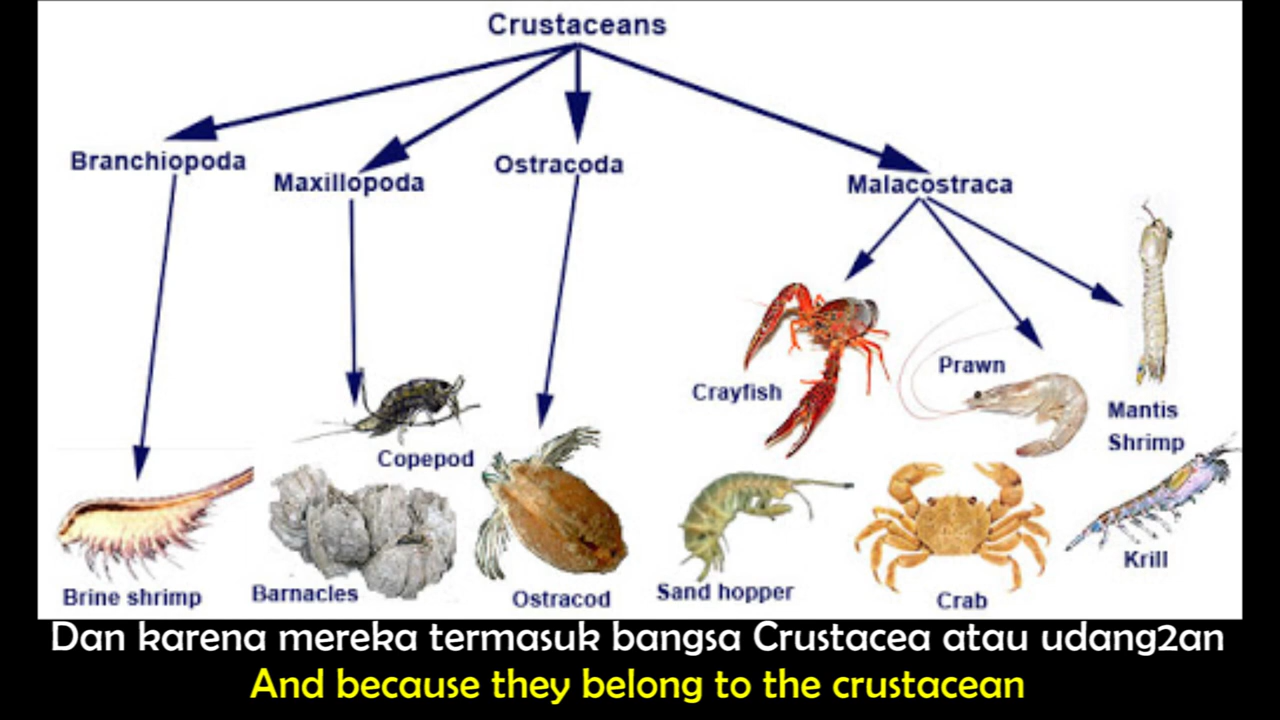 Crustaceans
Branchiopoda
Maxillopoda
Ostracoda
Malacostraca
Crayfish
Prawn
Mantis
Shrimp
Copepod
Krill
Brine shrimp
Barnacles
Ostracod
Sand hopper
Crab
Dan karena mereka termasuk bangsa Crustacea atau udang2an
And because they belong to the crustacean